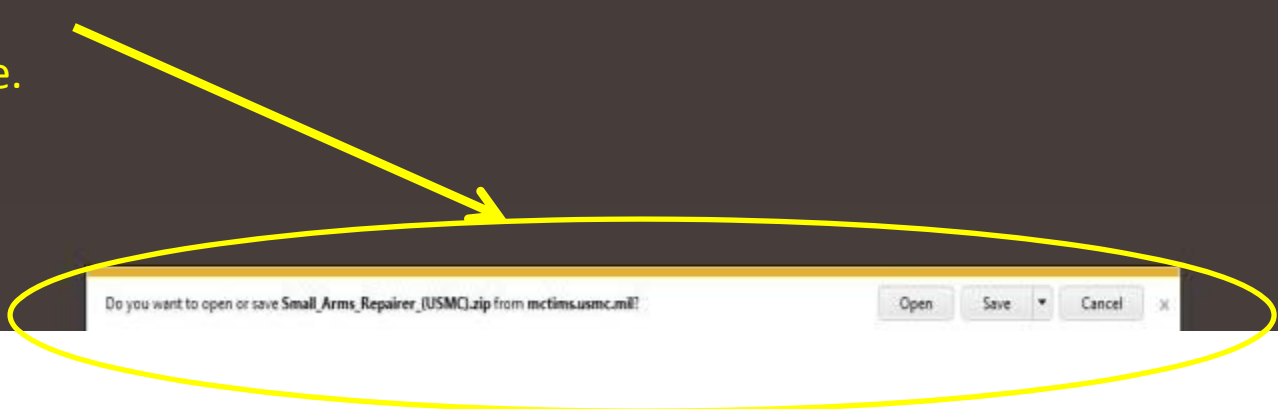 e.
Do you want to open or save Small_Arms_Repairer_(USMC).zip from mctims.usmc.mil? Open Save Cancel x